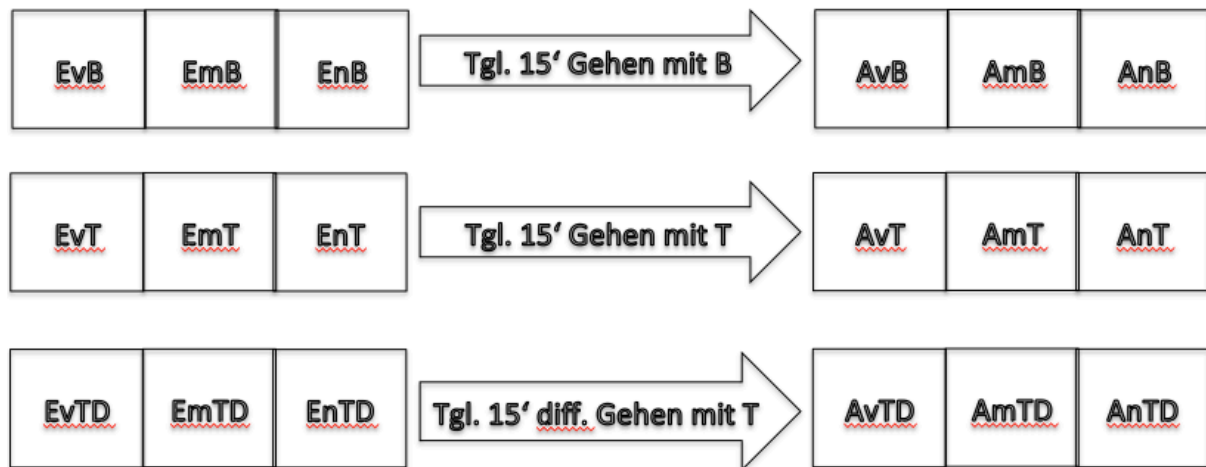 EvB EmB EnB Tgl. 15‘ Gehen mit B AvB AmB AnB
EvT EmT EnT Tgl. 15‘ Gehen mit T AvT AmT AnT
EvTD EmTD EnTD Tgl. 15‘ diff. Gehen mit T AvTD AmTD AnTD